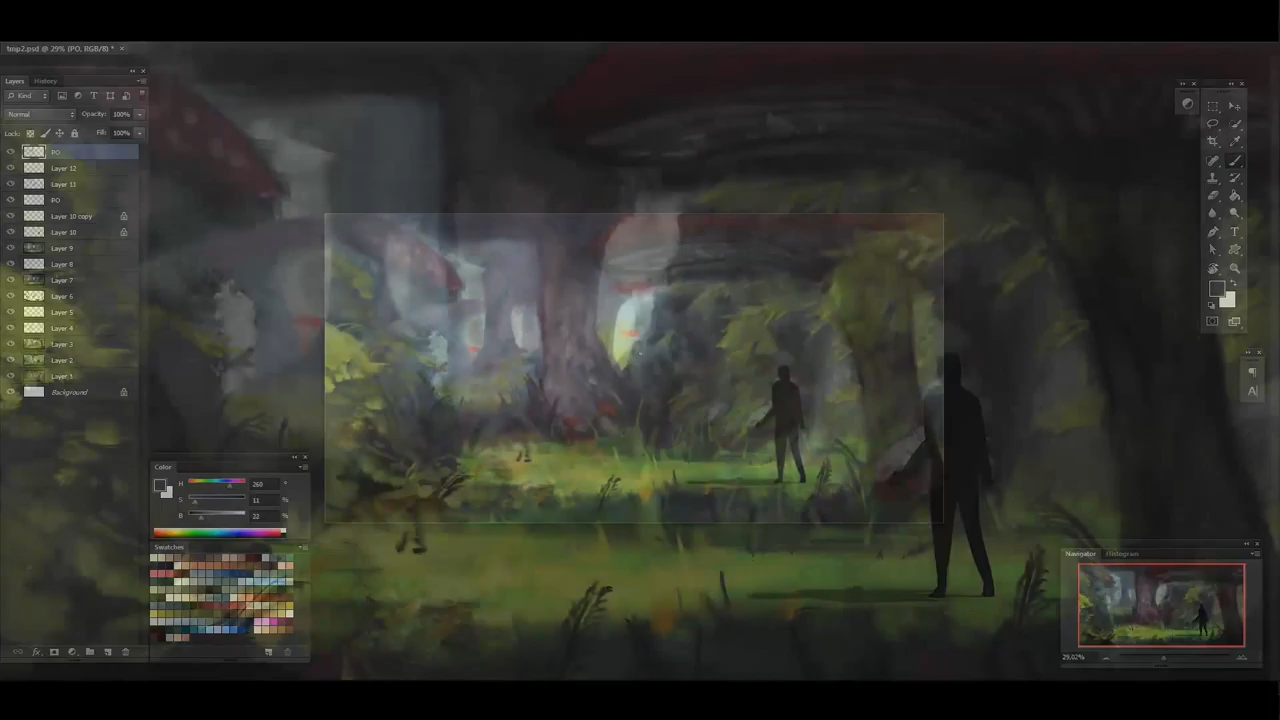 tmp2.psd @ 29% (PO, RGB/8) * ×
Layers History
Kind
Normal Opacity: 100%
Lock: Fill: 100%
PO
Layer 12
Layer 11
PO
Layer 10 copy
Layer 10
Layer 9
Layer 8
Layer 7
Layer 6
Layer 5
Layer 4
Layer 3
Layer 2
Layer 1
Background
fx
Color
H 260 °
S 11 %
B 22 %
Swatches
T
A
Navigator Histogram
29.02%